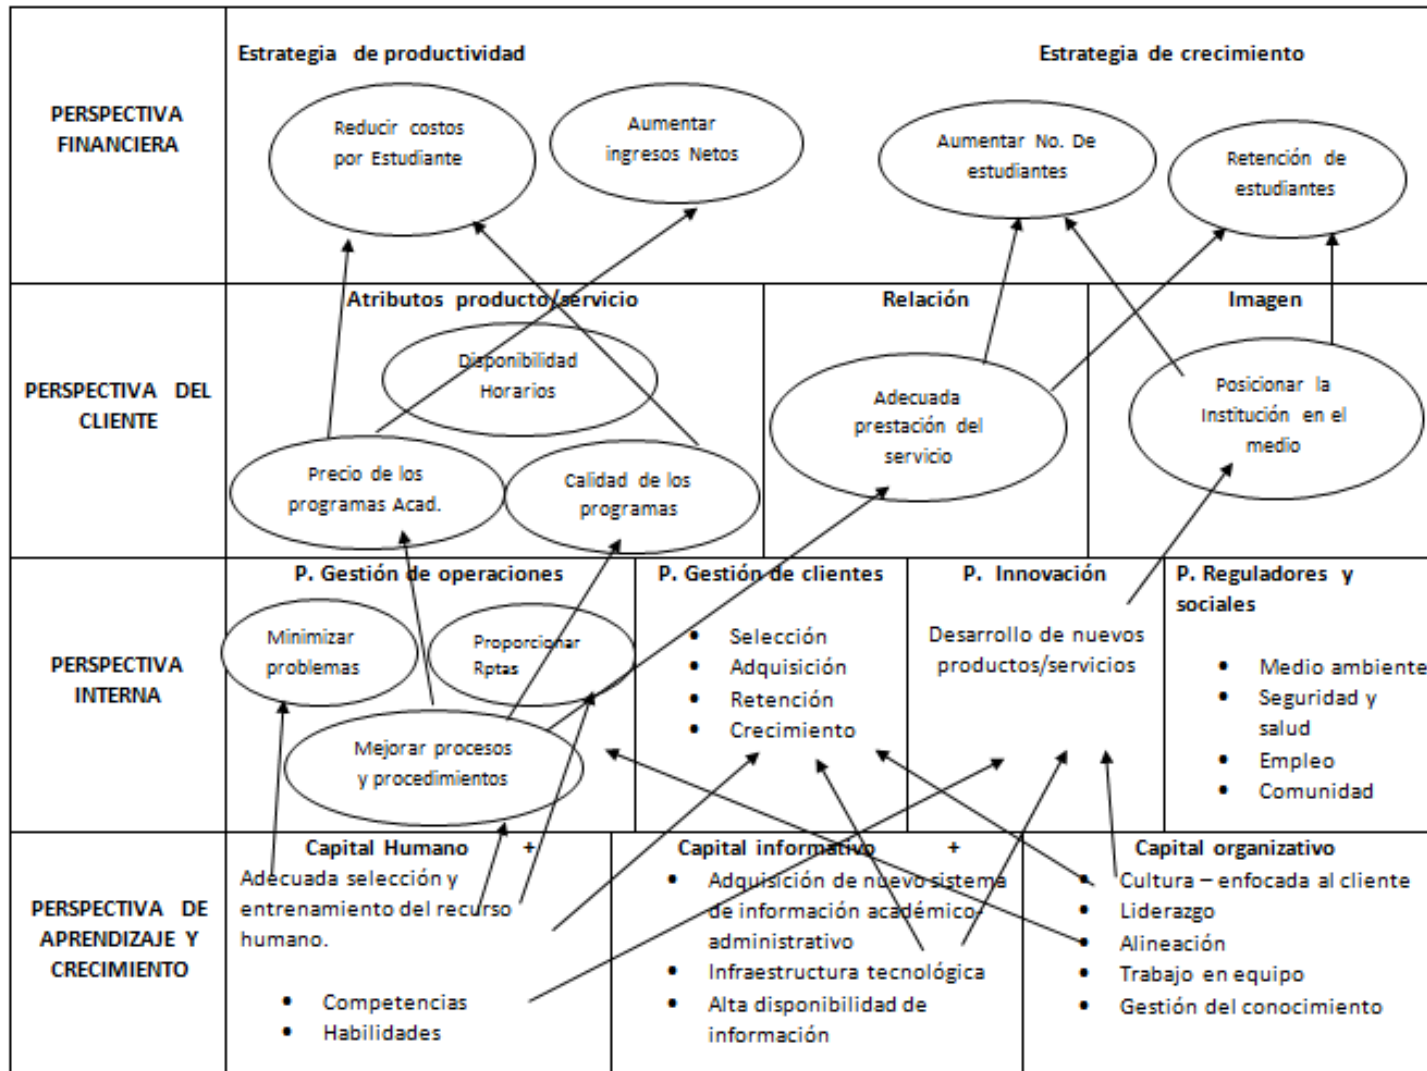 PERSPECTIVA
FINANCIERA
Estrategia de productividad
Estrategia de crecimiento
Reducir costos
por Estudiante
Aumentar
ingresos Netos
Aumentar No. De
estudiantes
Retención de
estudiantes
PERSPECTIVA DEL
CLIENTE
Atributos producto/servicio
Disponibilidad
Horarios
Precio de los
programas Acad.
Calidad de los
programas
Relación
Adecuada
prestación del
servicio
Imagen
Posicionar la
Institución en el
medio
PERSPECTIVA
INTERNA
P. Gestión de operaciones
Minimizar
problemas
Proporcionar
Rptas
Mejorar procesos
y procedimientos
P. Gestión de clientes
• Selección
• Adquisición
• Retención
• Crecimiento
P. Innovación
Desarrollo de nuevos
productos/servicios
P. Reguladores y
sociales
• Medio ambiente
• Seguridad y
salud
• Empleo
• Comunidad
PERSPECTIVA DE
APRENDIZAJE Y
CRECIMIENTO
Capital Humano +
Adecuada selección y
entrenamiento del recurso
humano.
• Competencias
• Habilidades
Capital informativo +
• Adquisición de nuevo sistema
de información académico-
administrativo
• Infraestructura tecnológica
• Alta disponibilidad de
información
Capital organizativo
• Cultura – enfocada al cliente
• Liderazgo
• Alineación
• Trabajo en equipo
• Gestión del conocimiento